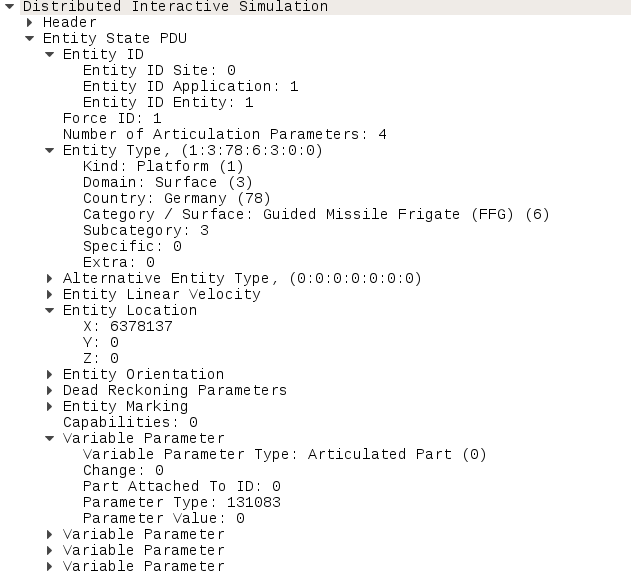 Distributed Interactive Simulation
Header
Entity State PDU
Entity ID
Entity ID Site: 0
Entity ID Application: 1
Entity ID Entity: 1
Force ID: 1
Number of Articulation Parameters: 4
Entity Type, (1:3:78:6:3:0:0)
Kind: Platform (1)
Domain: Surface (3)
Country: Germany (78)
Category / Surface: Guided Missile Frigate (FFG) (6)
Subcategory: 3
Specific: 0
Extra: 0
Alternative Entity Type, (0:0:0:0:0:0:0)
Entity Linear Velocity
Entity Location
X: 6378137
Y: 0
Z: 0
Entity Orientation
Dead Reckoning Parameters
Entity Marking
Capabilities: 0
Variable Parameter
Variable Parameter Type: Articulated Part (0)
Change: 0
Part Attached To ID: 0
Parameter Type: 131083
Parameter Value: 0
Variable Parameter
Variable Parameter
Variable Parameter